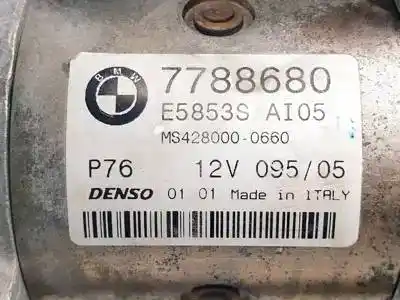 BMW
7788680
E5853S AI05
MS428000-0660
P76 12V 095/05
DENSO 01 01 Made in ITALY